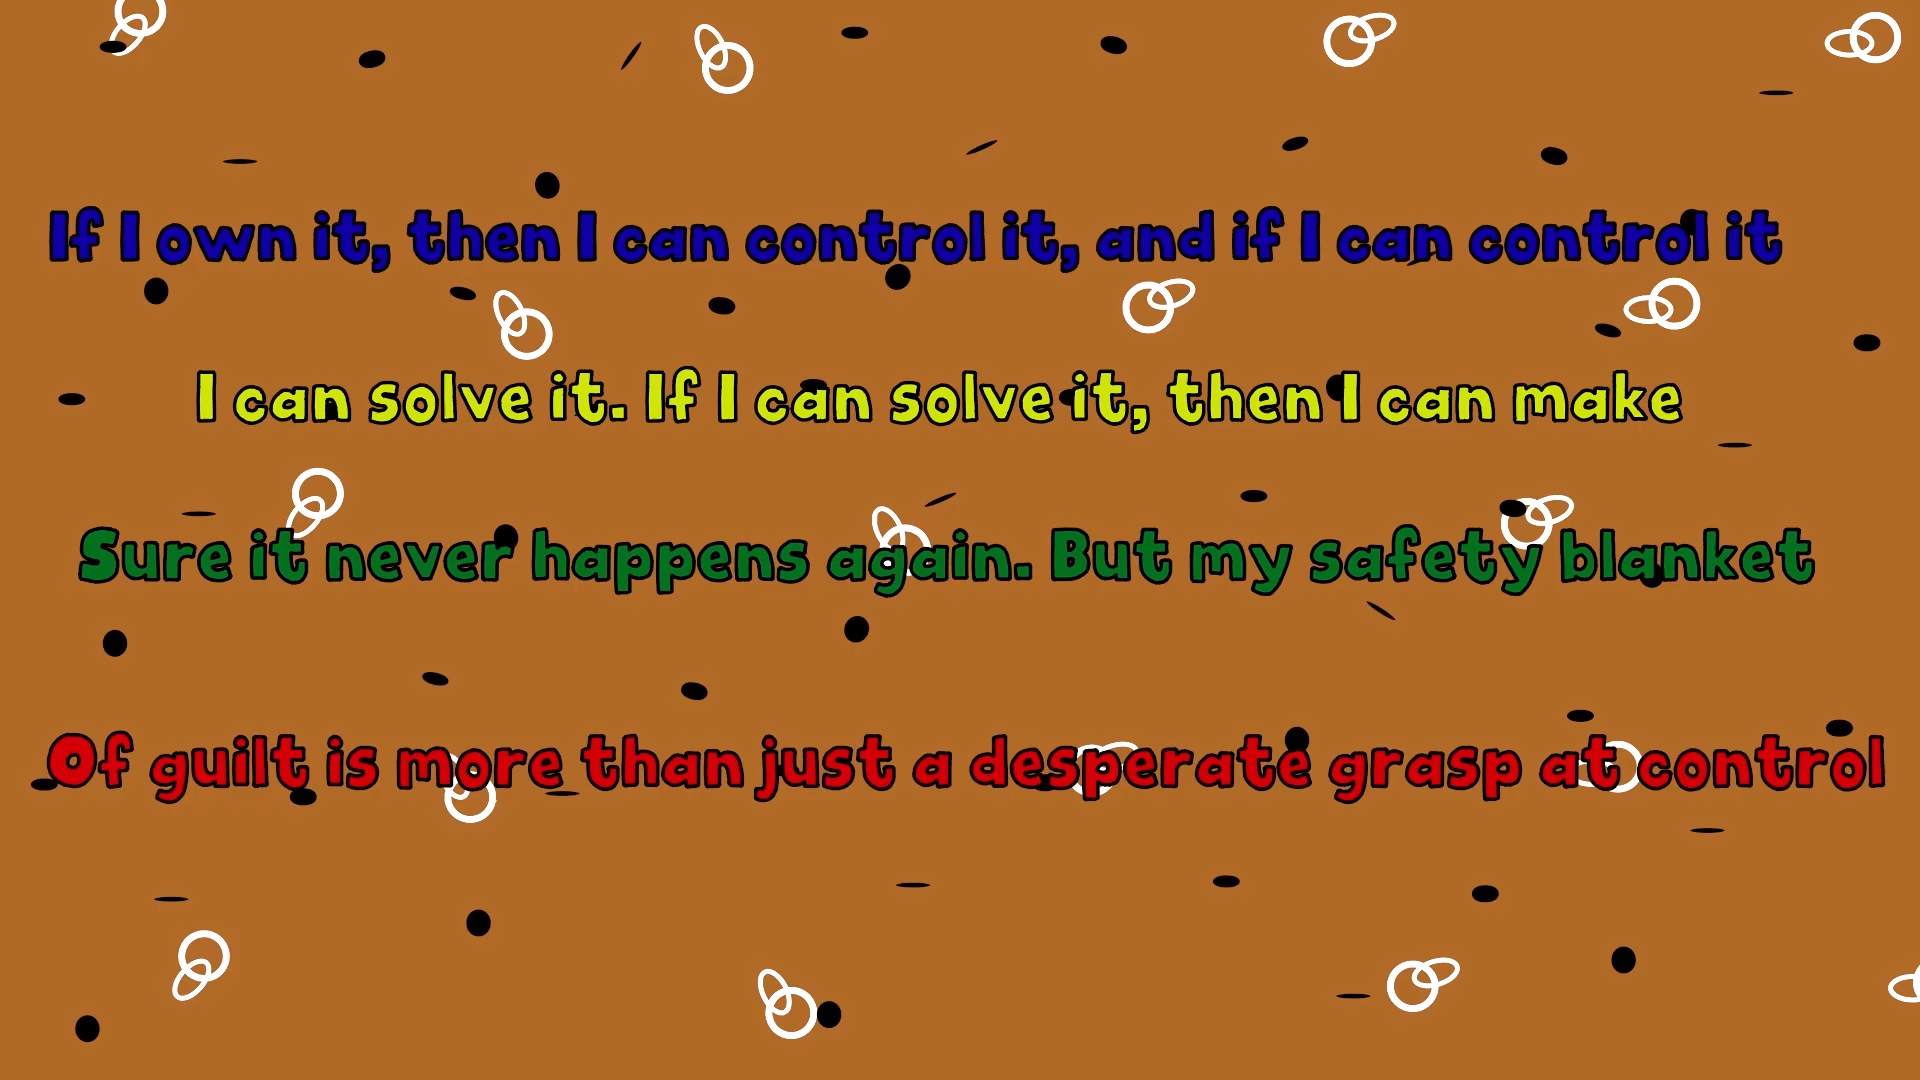 If I own it, then I can control it, and if I can control it
I can solve it. If I can solve it, then I can make
Sure it never happens again. But my safety blanket
Of guilt is more than just a desperate grasp at control